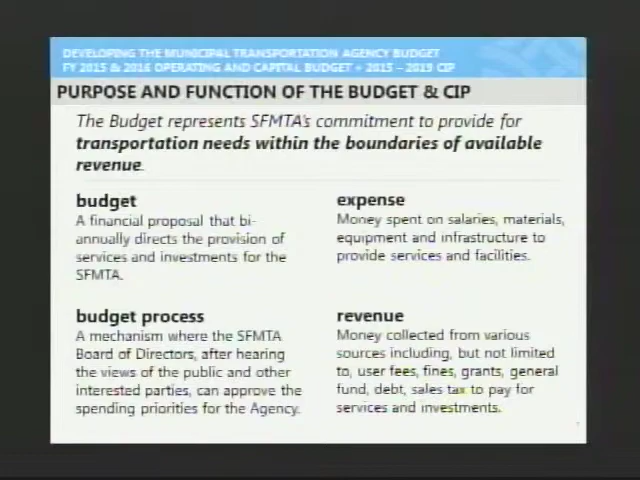 DEVELOPING THE MUNICIPAL TRANSPORTATION AGENCY BUDGET
FY 2015 & 2016 OPERATING AND CAPITAL BUDGET + 2015 – 2019 CIP
PURPOSE AND FUNCTION OF THE BUDGET & CIP
The Budget represents SFMTA's commitment to provide for
transportation needs within the boundaries of available
revenue.
budget
A financial proposal that bi-
annually directs the provision of
services and investments for the
SFMTA.
expense
Money spent on salaries, materials,
equipment and infrastructure to
provide services and facilities.
budget process
A mechanism where the SFMTA
Board of Directors, after hearing
the views of the public and other
interested parties, can approve the
spending priorities for the Agency.
revenue
Money collected from various
sources including, but not limited
to, user fees, fines, grants, general
fund, debt, sales tax to pay for
services and investments.